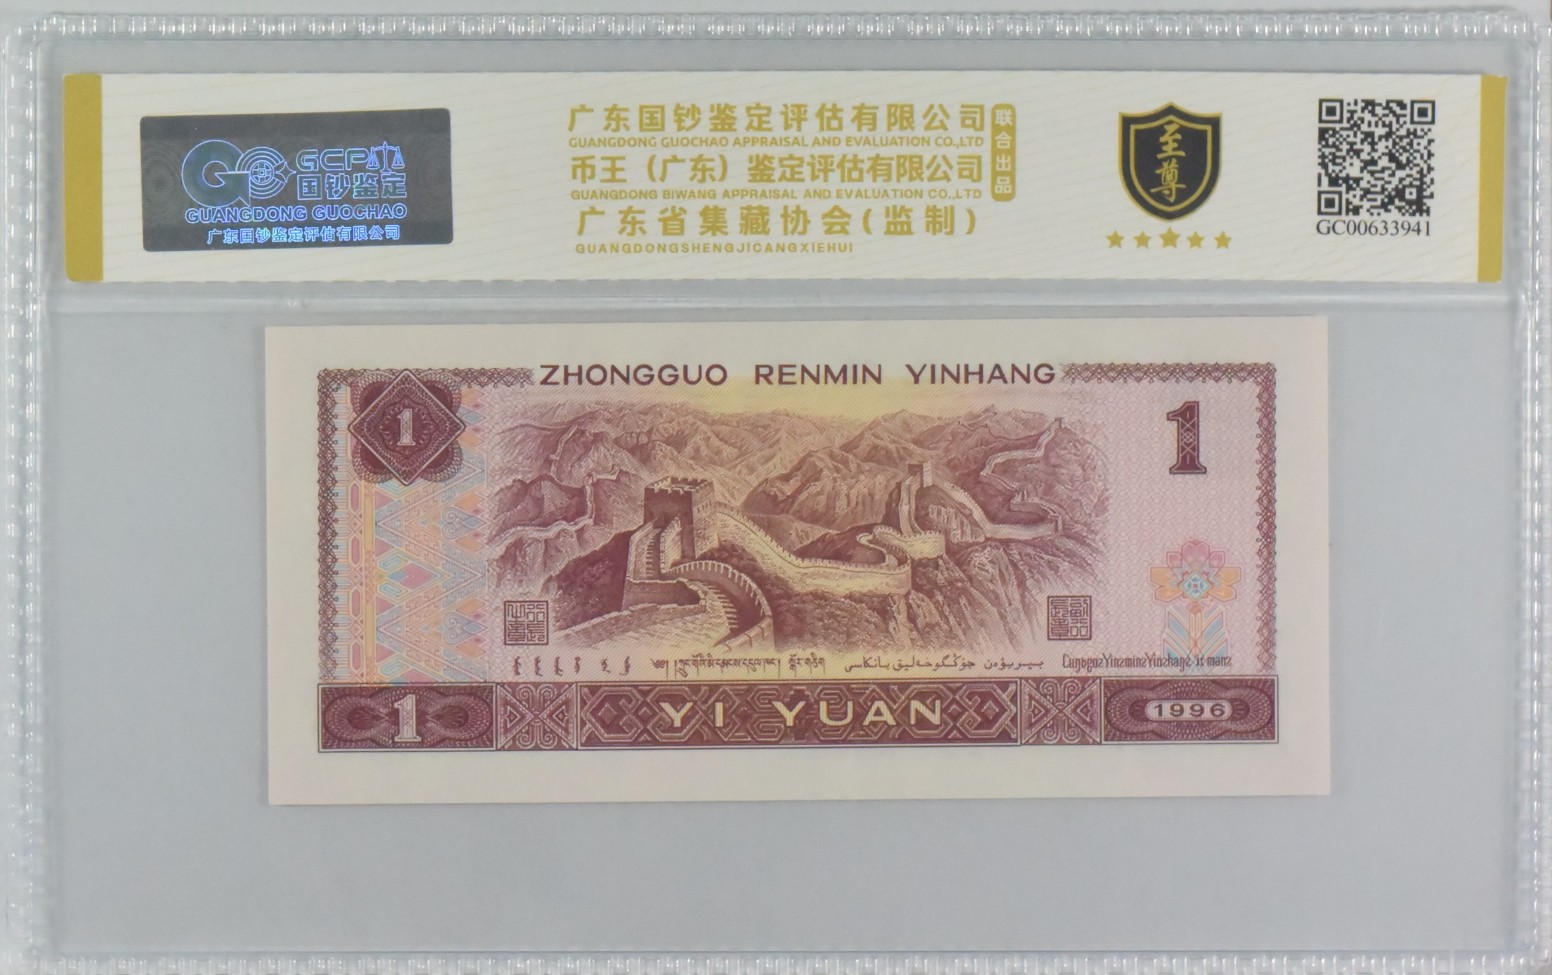 GCP
国钞鉴定
GUANGDONG GUOCHAO
广东国钞鉴定评估有限公司
广东国钞鉴定评估有限公司
GUANGDONG GUOCHAO APPRAISAL AND EVALUATION CO.,LTD
币王（广东）鉴定评估有限公司
GUANGDONG BIWANG APPRAISAL AND EVALUATION CO.,LTD
广东省集藏协会(监制)
GUANGDONGSHENGJICANGXIEHUI
联合出品
至尊
GC00633941
ZHONGGUO RENMIN YINHANG
1
1
1
YI YUAN
1996